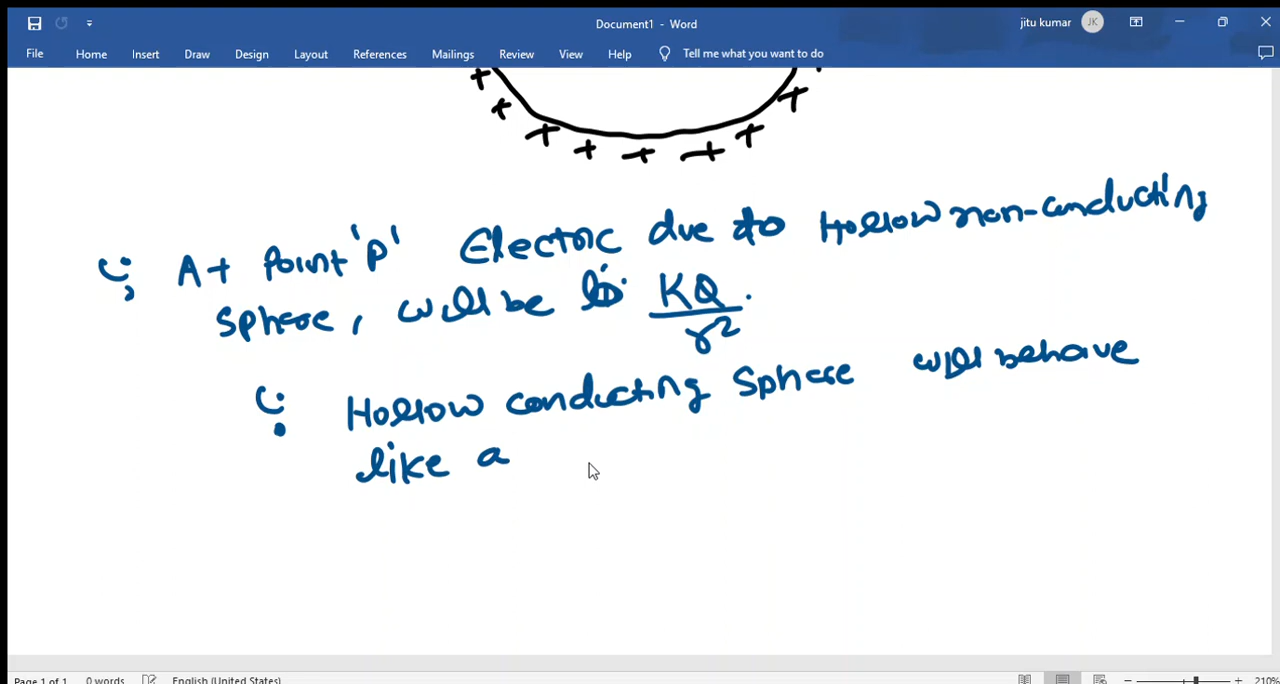 Document1 - Word
jitu kumar JK
File Home Insert Draw Design Layout References Mailings Review View Help Tell me what you want to do
At Point 'P' Electric due to Hollow non-conducting
sphere, will be KQ/r²
Hollow conducting sphere will behave
like a
Page 1 of 1 0 words English (United States) 210%